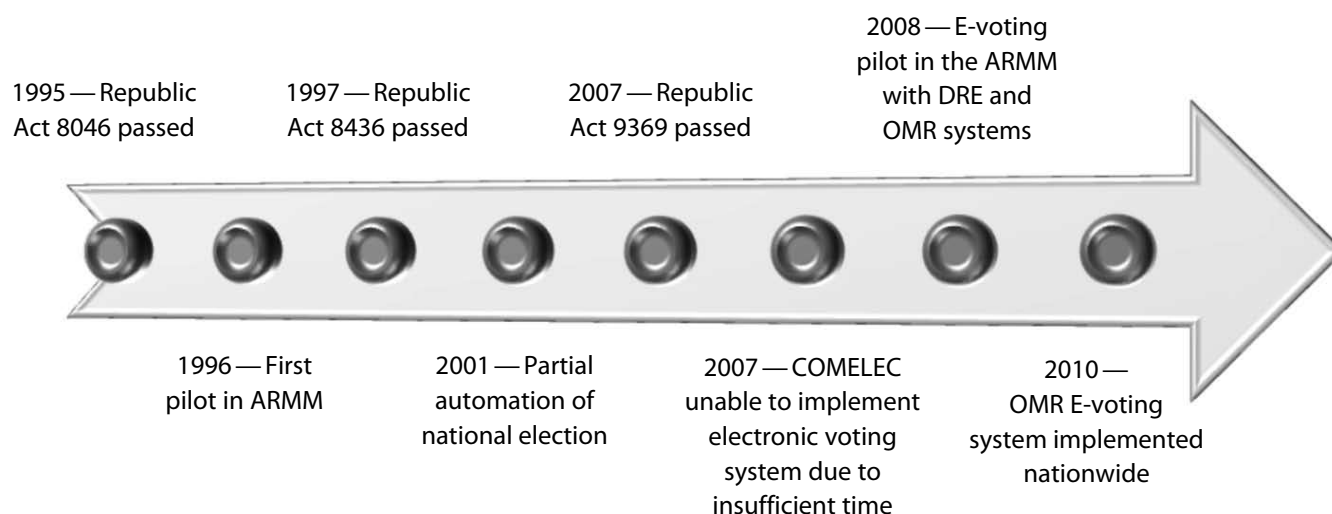 1995 — Republic
Act 8046 passed
1996 — First
pilot in ARMM
1997 — Republic
Act 8436 passed
2001 — Partial
automation of
national election
2007 — Republic
Act 9369 passed
2007 — COMELEC
unable to implement
electronic voting
system due to
insufficient time
2008 — E-voting
pilot in the ARMM
with DRE and
OMR systems
2010 —
OMR E-voting
system implemented
nationwide